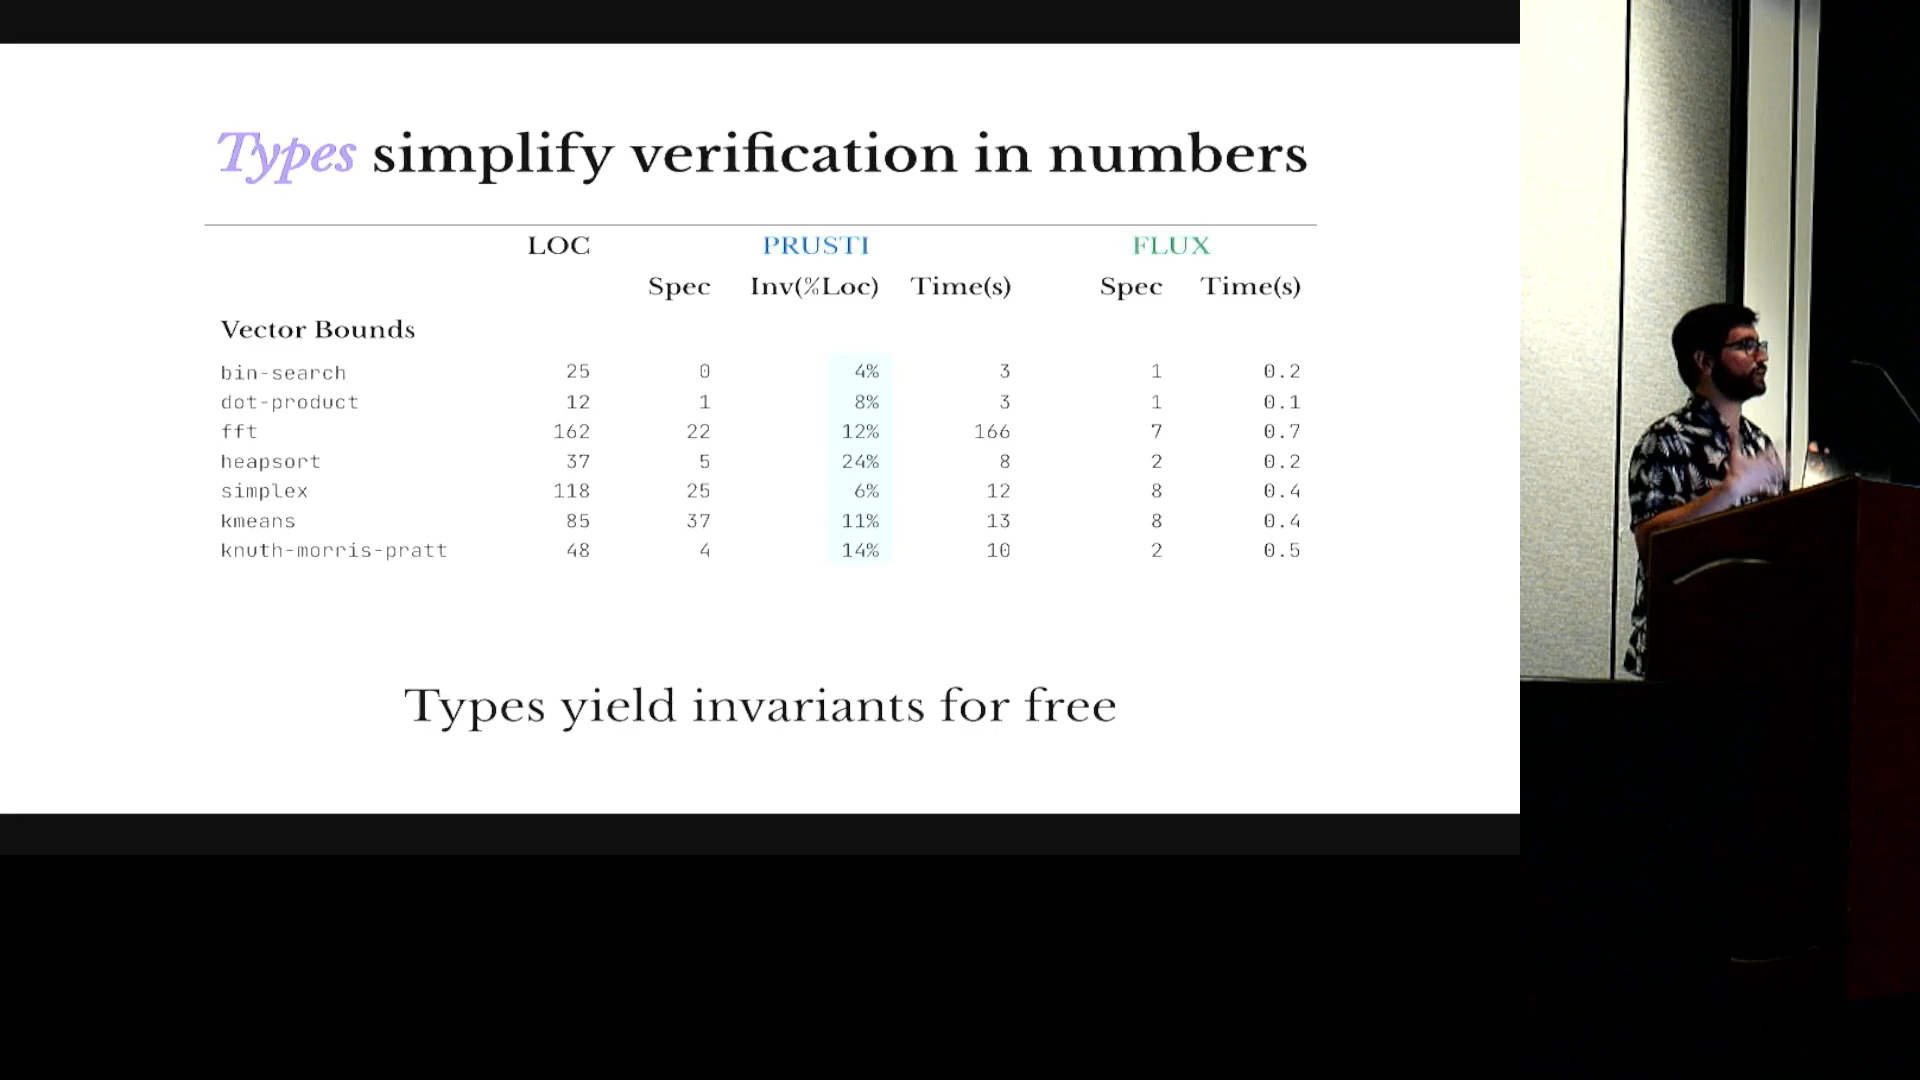 Types simplify verification in numbers
LOC PRUSTI FLUX
Spec Inv(%Loc) Time(s) Spec Time(s)
Vector Bounds
bin-search 25 0 4% 3 1 0.2
dot-product 12 1 8% 3 1 0.1
fft 162 22 12% 166 7 0.7
heapsort 37 5 24% 8 2 0.2
simplex 118 25 6% 12 8 0.4
kmeans 85 37 11% 13 8 0.4
knuth-morris-pratt 48 4 14% 10 2 0.5
Types yield invariants for free